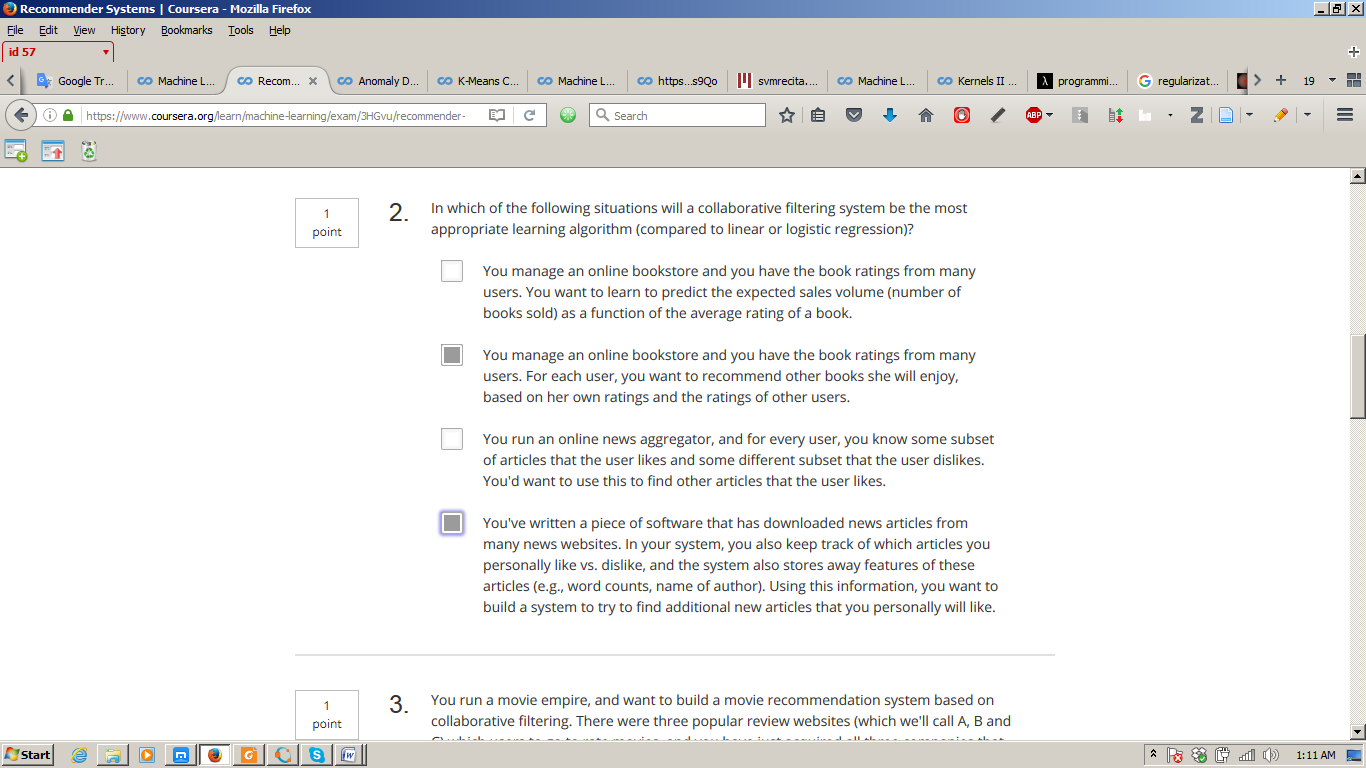 Recommender Systems | Coursera - Mozilla Firefox
File Edit View History Bookmarks Tools Help
id 57
Google Tr... Machine L... Recom... Anomaly D... K-Means C... Machine L... https...s9Qo svmrecita.... Machine L... Kernels II ... programmi... regularizat... 19
https://www.coursera.org/learn/machine-learning/exam/3HGvu/recommender- Search ABP
1
point
2.
In which of the following situations will a collaborative filtering system be the most
appropriate learning algorithm (compared to linear or logistic regression)?
You manage an online bookstore and you have the book ratings from many
users. You want to learn to predict the expected sales volume (number of
books sold) as a function of the average rating of a book.
You manage an online bookstore and you have the book ratings from many
users. For each user, you want to recommend other books she will enjoy,
based on her own ratings and the ratings of other users.
You run an online news aggregator, and for every user, you know some subset
of articles that the user likes and some different subset that the user dislikes.
You'd want to use this to find other articles that the user likes.
You've written a piece of software that has downloaded news articles from
many news websites. In your system, you also keep track of which articles you
personally like vs. dislike, and the system also stores away features of these
articles (e.g., word counts, name of author). Using this information, you want to
build a system to try to find additional new articles that you personally will like.
1
point
3.
You run a movie empire, and want to build a movie recommendation system based on
collaborative filtering. There were three popular review websites (which we'll call A, B and
Start 1:11 AM